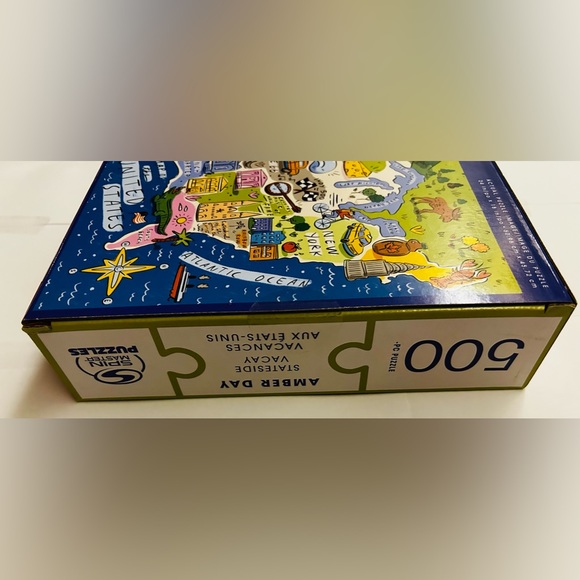 UNITED
STATES
ATLANTIC OCEAN
NEW
YORK
500
-PC PUZZLE
AMBER DAY
STATESIDE
VACAY
VACANCES
AUX ÉTATS-UNIS
SPIN
MASTER
PUZZLES